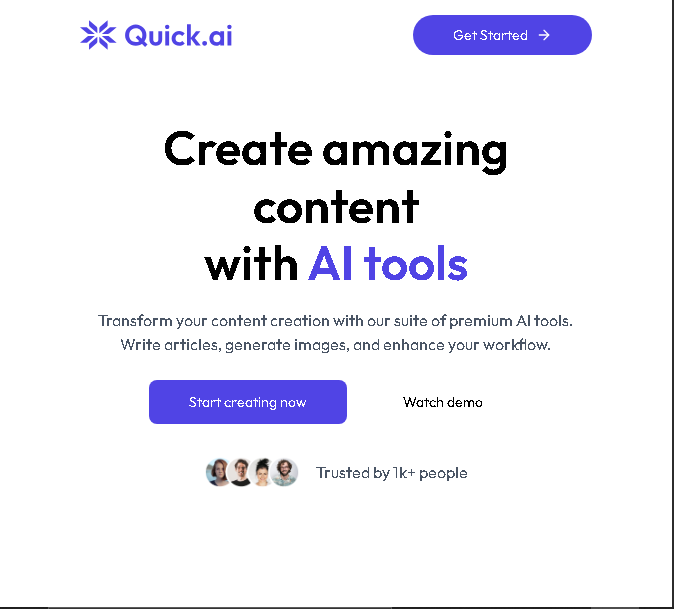 Quick.ai
Get Started
Create amazing
content
with AI tools
Transform your content creation with our suite of premium AI tools.
Write articles, generate images, and enhance your workflow.
Start creating now
Watch demo
Trusted by 1k+ people